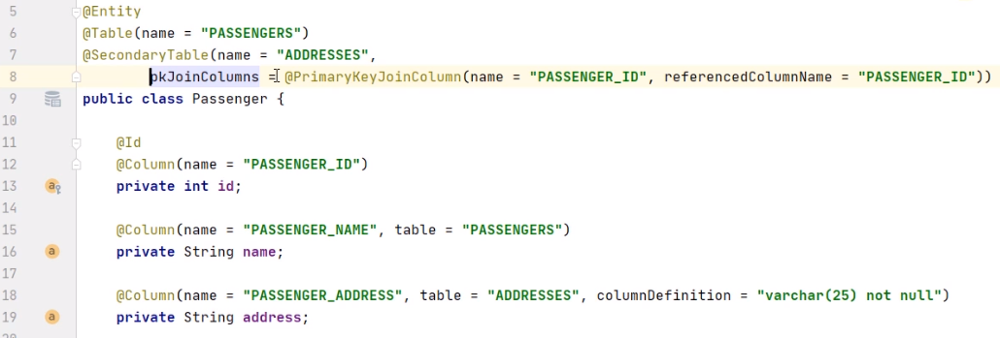 5 @Entity
6 @Table(name = "PASSENGERS")
7 @SecondaryTable(name = "ADDRESSES",
8 pkJoinColumns = @PrimaryKeyJoinColumn(name = "PASSENGER_ID", referencedColumnName = "PASSENGER_ID"))
9 public class Passenger {
10
11 @Id
12 @Column(name = "PASSENGER_ID")
13 private int id;
14
15 @Column(name = "PASSENGER_NAME", table = "PASSENGERS")
16 private String name;
17
18 @Column(name = "PASSENGER_ADDRESS", table = "ADDRESSES", columnDefinition = "varchar(25) not null")
19 private String address;